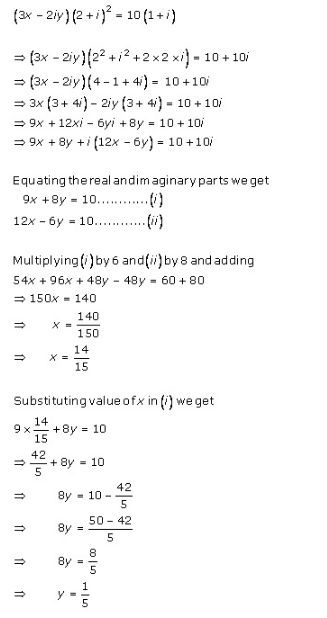 (3x – 2iy)(2 + i)² = 10(1 + i)
⇒ (3x – 2iy)(2² + i² + 2 × 2 × i) = 10 + 10i
⇒ (3x – 2iy)(4 – 1 + 4i) = 10 + 10i
⇒ 3x(3 + 4i) – 2iy(3 + 4i) = 10 + 10i
⇒ 9x + 12xi – 6yi + 8y = 10 + 10i
⇒ 9x + 8y + i(12x – 6y) = 10 + 10i
Equating the real and imaginary parts we get
9x + 8y = 10............(i)
12x – 6y = 10............(ii)
Multiplying (i) by 6 and (ii) by 8 and adding
54x + 96x + 48y – 48y = 60 + 80
⇒ 150x = 140
⇒ x = 140/150
⇒ x = 14/15
Substituting value of x in (i) we get
9 × 14/15 + 8y = 10
⇒ 42/5 + 8y = 10
⇒ 8y = 10 – 42/5
⇒ 8y = (50 – 42)/5
⇒ 8y = 8/5
⇒ y = 1/5